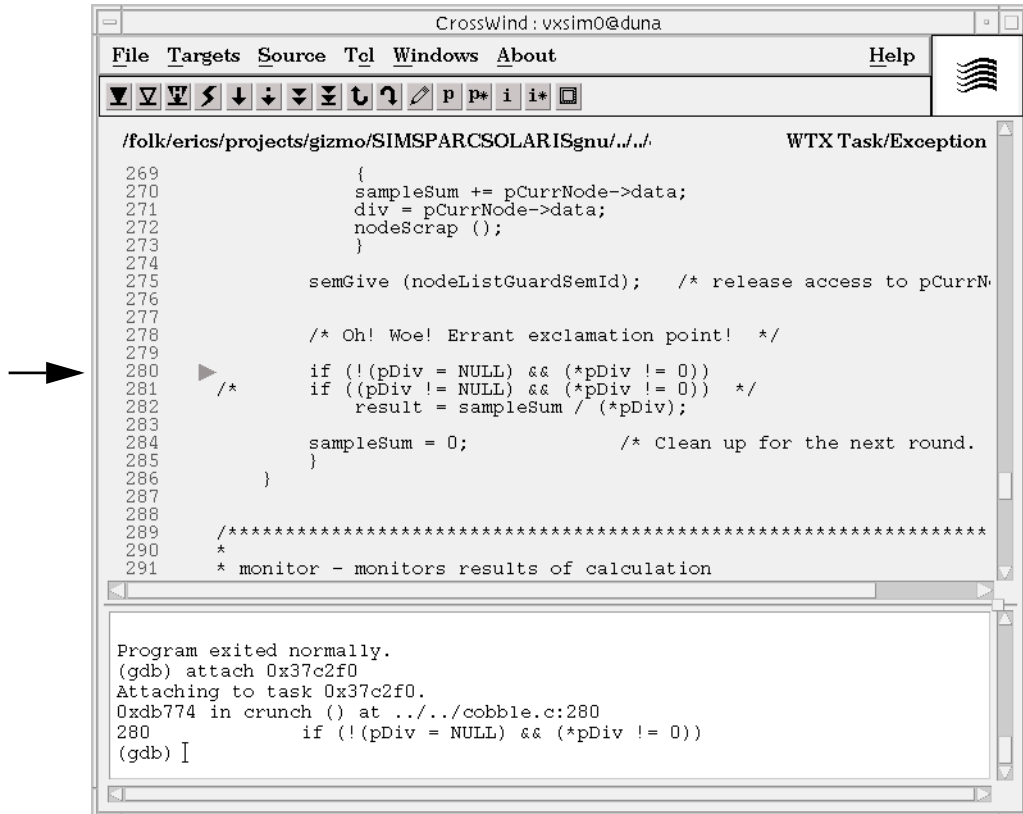 CrossWind : vxsim0@duna
File Targets Source Tcl Windows About Help
p p* i i*
/folk/erics/projects/gizmo/SIMSPARCSOLARISgnu/../../. WTX Task/Exception
269 {
270 sampleSum += pCurrNode->data;
271 div = pCurrNode->data;
272 nodeScrap ();
273 }
274
275 semGive (nodeListGuardSemId); /* release access to pCurrN
276
277
278 /* Oh! Woe! Errant exclamation point! */
279
280 if (!(pDiv = NULL) && (*pDiv != 0))
281 /* if ((pDiv != NULL) && (*pDiv != 0)) */
282 result = sampleSum / (*pDiv);
283
284 sampleSum = 0; /* Clean up for the next round.
285 }
286 }
287
288
289 /*******************************************************************
290 *
291 * monitor - monitors results of calculation
Program exited normally.
(gdb) attach 0x37c2f0
Attaching to task 0x37c2f0.
0xdb774 in crunch () at ../../cobble.c:280
280 if (!(pDiv = NULL) && (*pDiv != 0))
(gdb)